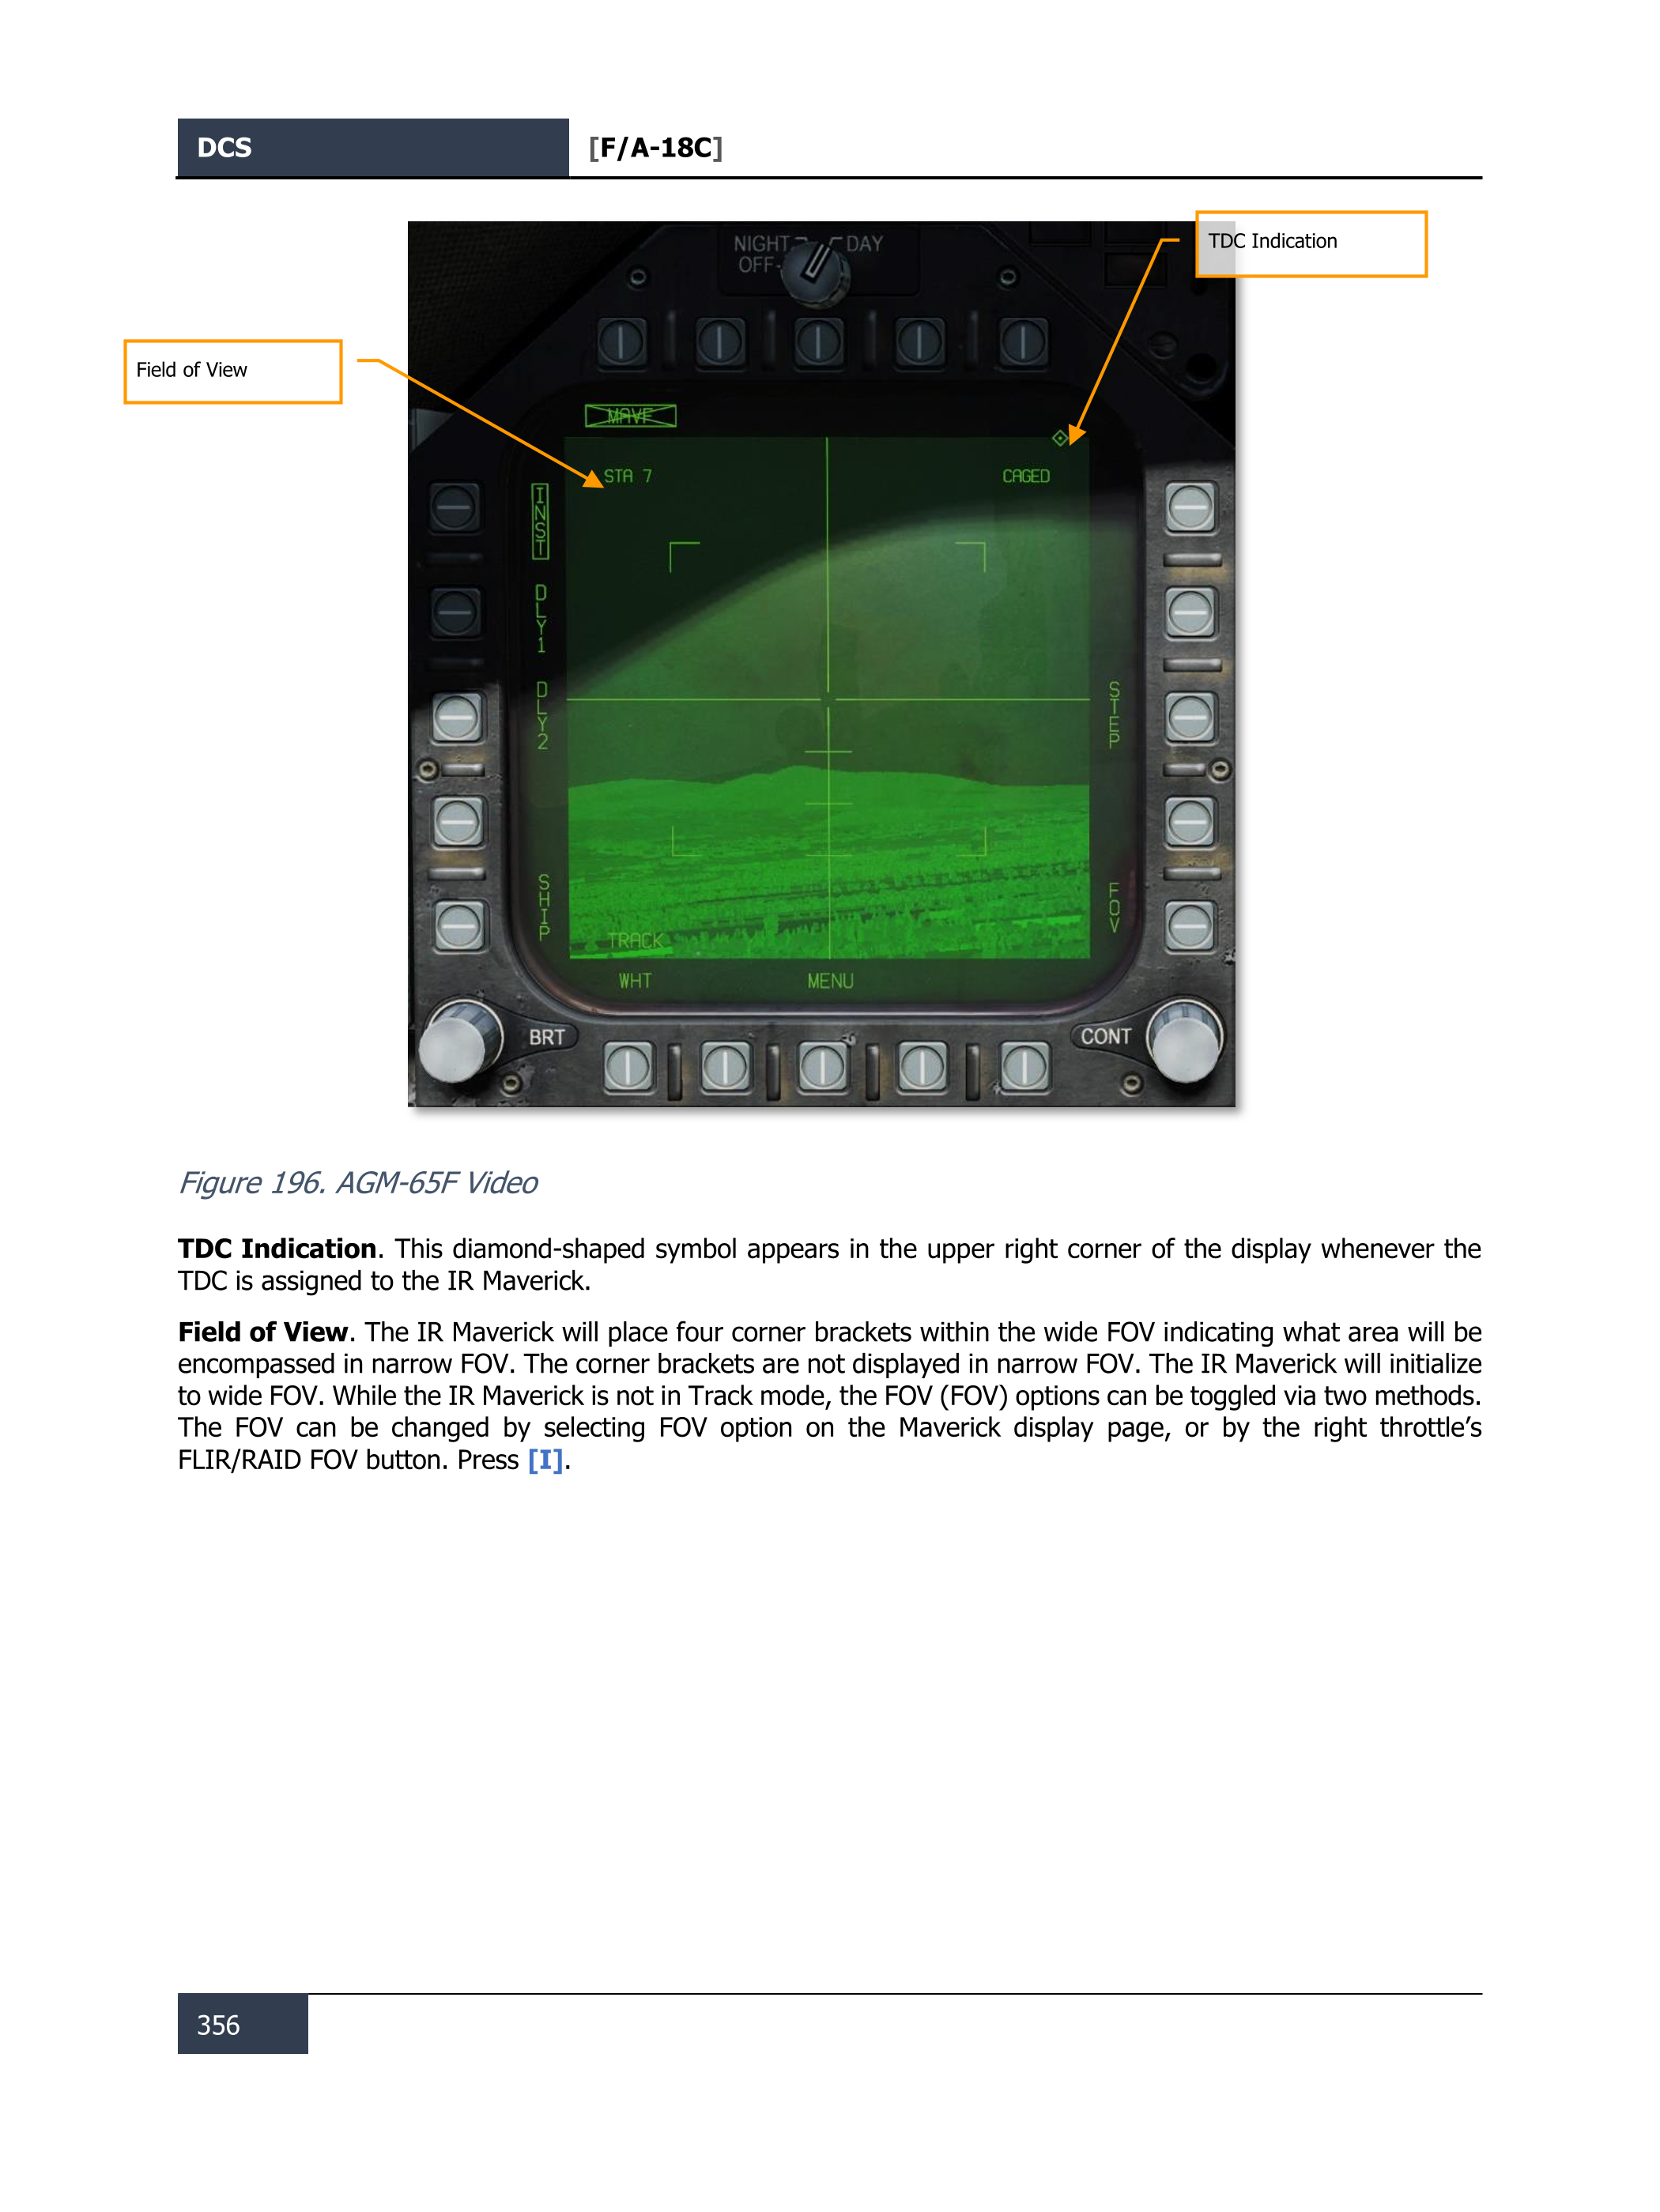 DCS [F/A-18C]
TDC Indication
NIGHT DAY
OFF
Field of View
MAVF
STA 7 CAGED
INST
DLY1
DLY2
STEP
SHIP
FOV
TRACK
WHT MENU
BRT CONT
Figure 196. AGM-65F Video
TDC Indication. This diamond-shaped symbol appears in the upper right corner of the display whenever the
TDC is assigned to the IR Maverick.
Field of View. The IR Maverick will place four corner brackets within the wide FOV indicating what area will be
encompassed in narrow FOV. The corner brackets are not displayed in narrow FOV. The IR Maverick will initialize
to wide FOV. While the IR Maverick is not in Track mode, the FOV (FOV) options can be toggled via two methods.
The FOV can be changed by selecting FOV option on the Maverick display page, or by the right throttle’s
FLIR/RAID FOV button. Press [I].
356